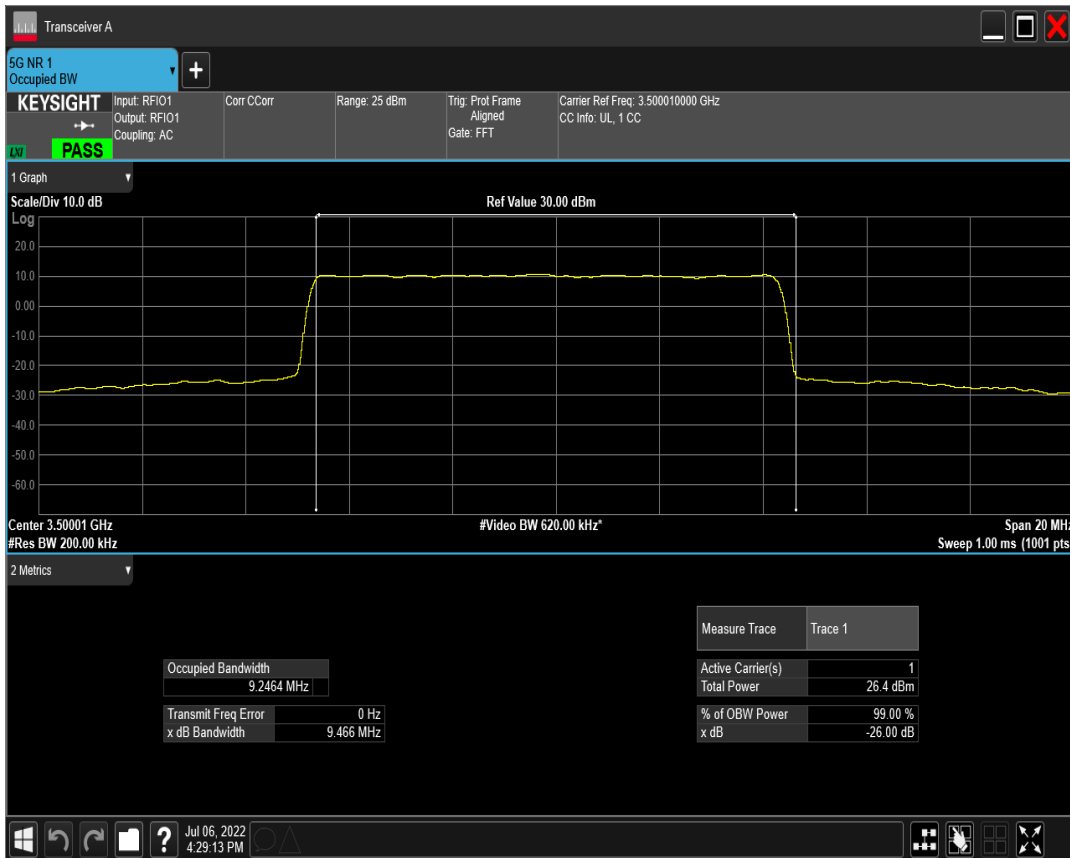 Transceiver A
5G NR 1
Occupied BW
+
KEYSIGHT
LXI
PASS
Input: RFIO1
Output: RFIO1
Coupling: AC
Corr CCorr
Range: 25 dBm
Trig: Prot Frame
Aligned
Gate: FFT
Carrier Ref Freq: 3.500010000 GHz
CC Info: UL, 1 CC
1 Graph
Scale/Div 10.0 dB
Ref Value 30.00 dBm
Log
20.0
10.0
0.00
-10.0
-20.0
-30.0
-40.0
-50.0
-60.0
Center 3.50001 GHz
#Video BW 620.00 kHz*
Span 20 MHz
#Res BW 200.00 kHz
Sweep 1.00 ms (1001 pts
2 Metrics
Measure Trace Trace 1
Occupied Bandwidth
9.2464 MHz
Active Carrier(s) 1
Total Power 26.4 dBm
Transmit Freq Error 0 Hz
x dB Bandwidth 9.466 MHz
% of OBW Power 99.00 %
x dB -26.00 dB
?
Jul 06, 2022
4:29:13 PM